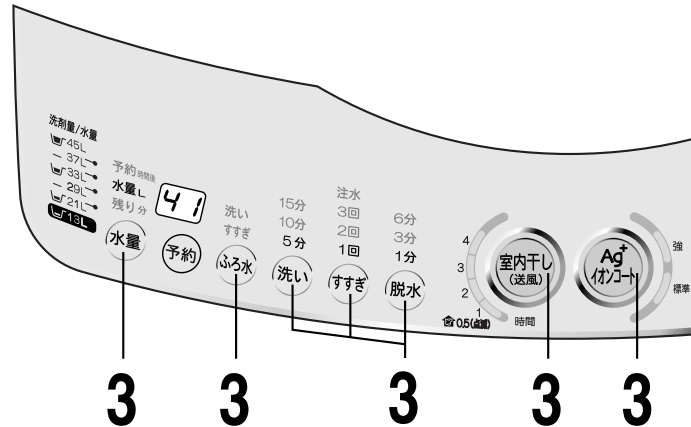 洗剤量/水量
45L
37L
33L
29L
21L
13L
予約 時間後
水量 L
残り 分
41
洗い
すすぎ
15分
10分
5分
注水
3回
2回
1回
6分
3分
1分
水量
予約
ふろ水
洗い
すすぎ
脱水
4
3
2
1
0.5(点滅)
時間
室内干し
(送風)
Ag+
イオンコート
強
標準
3
3
3
3
3